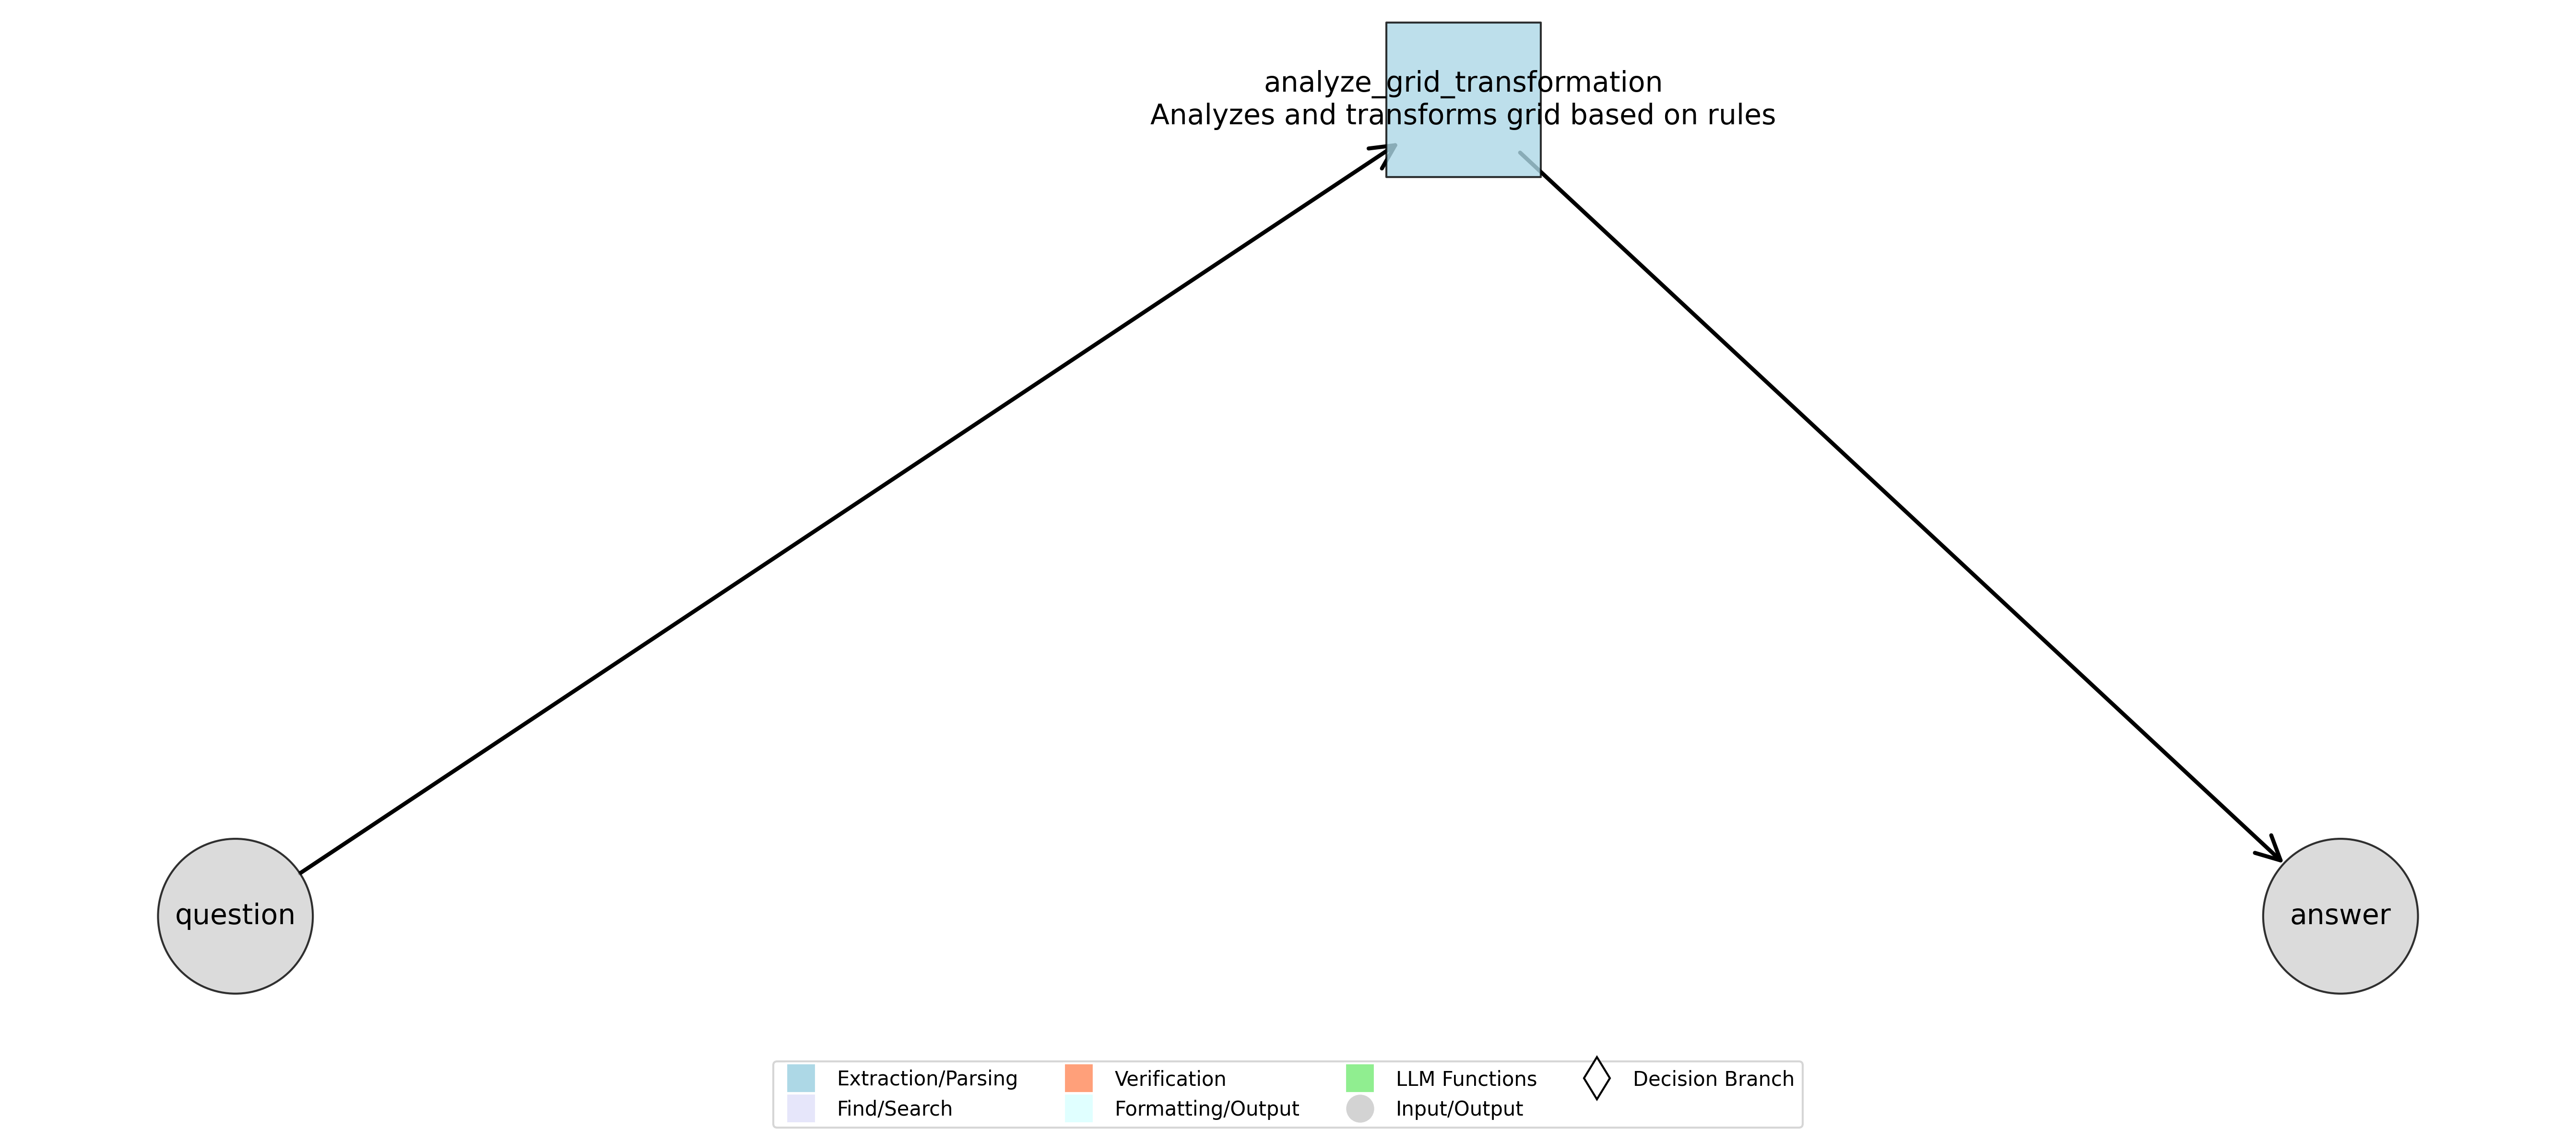 analyze_grid_transformation
Analyzes and transforms grid based on rules
question
answer
Extraction/Parsing
Find/Search
Verification
Formatting/Output
LLM Functions
Input/Output
Decision Branch